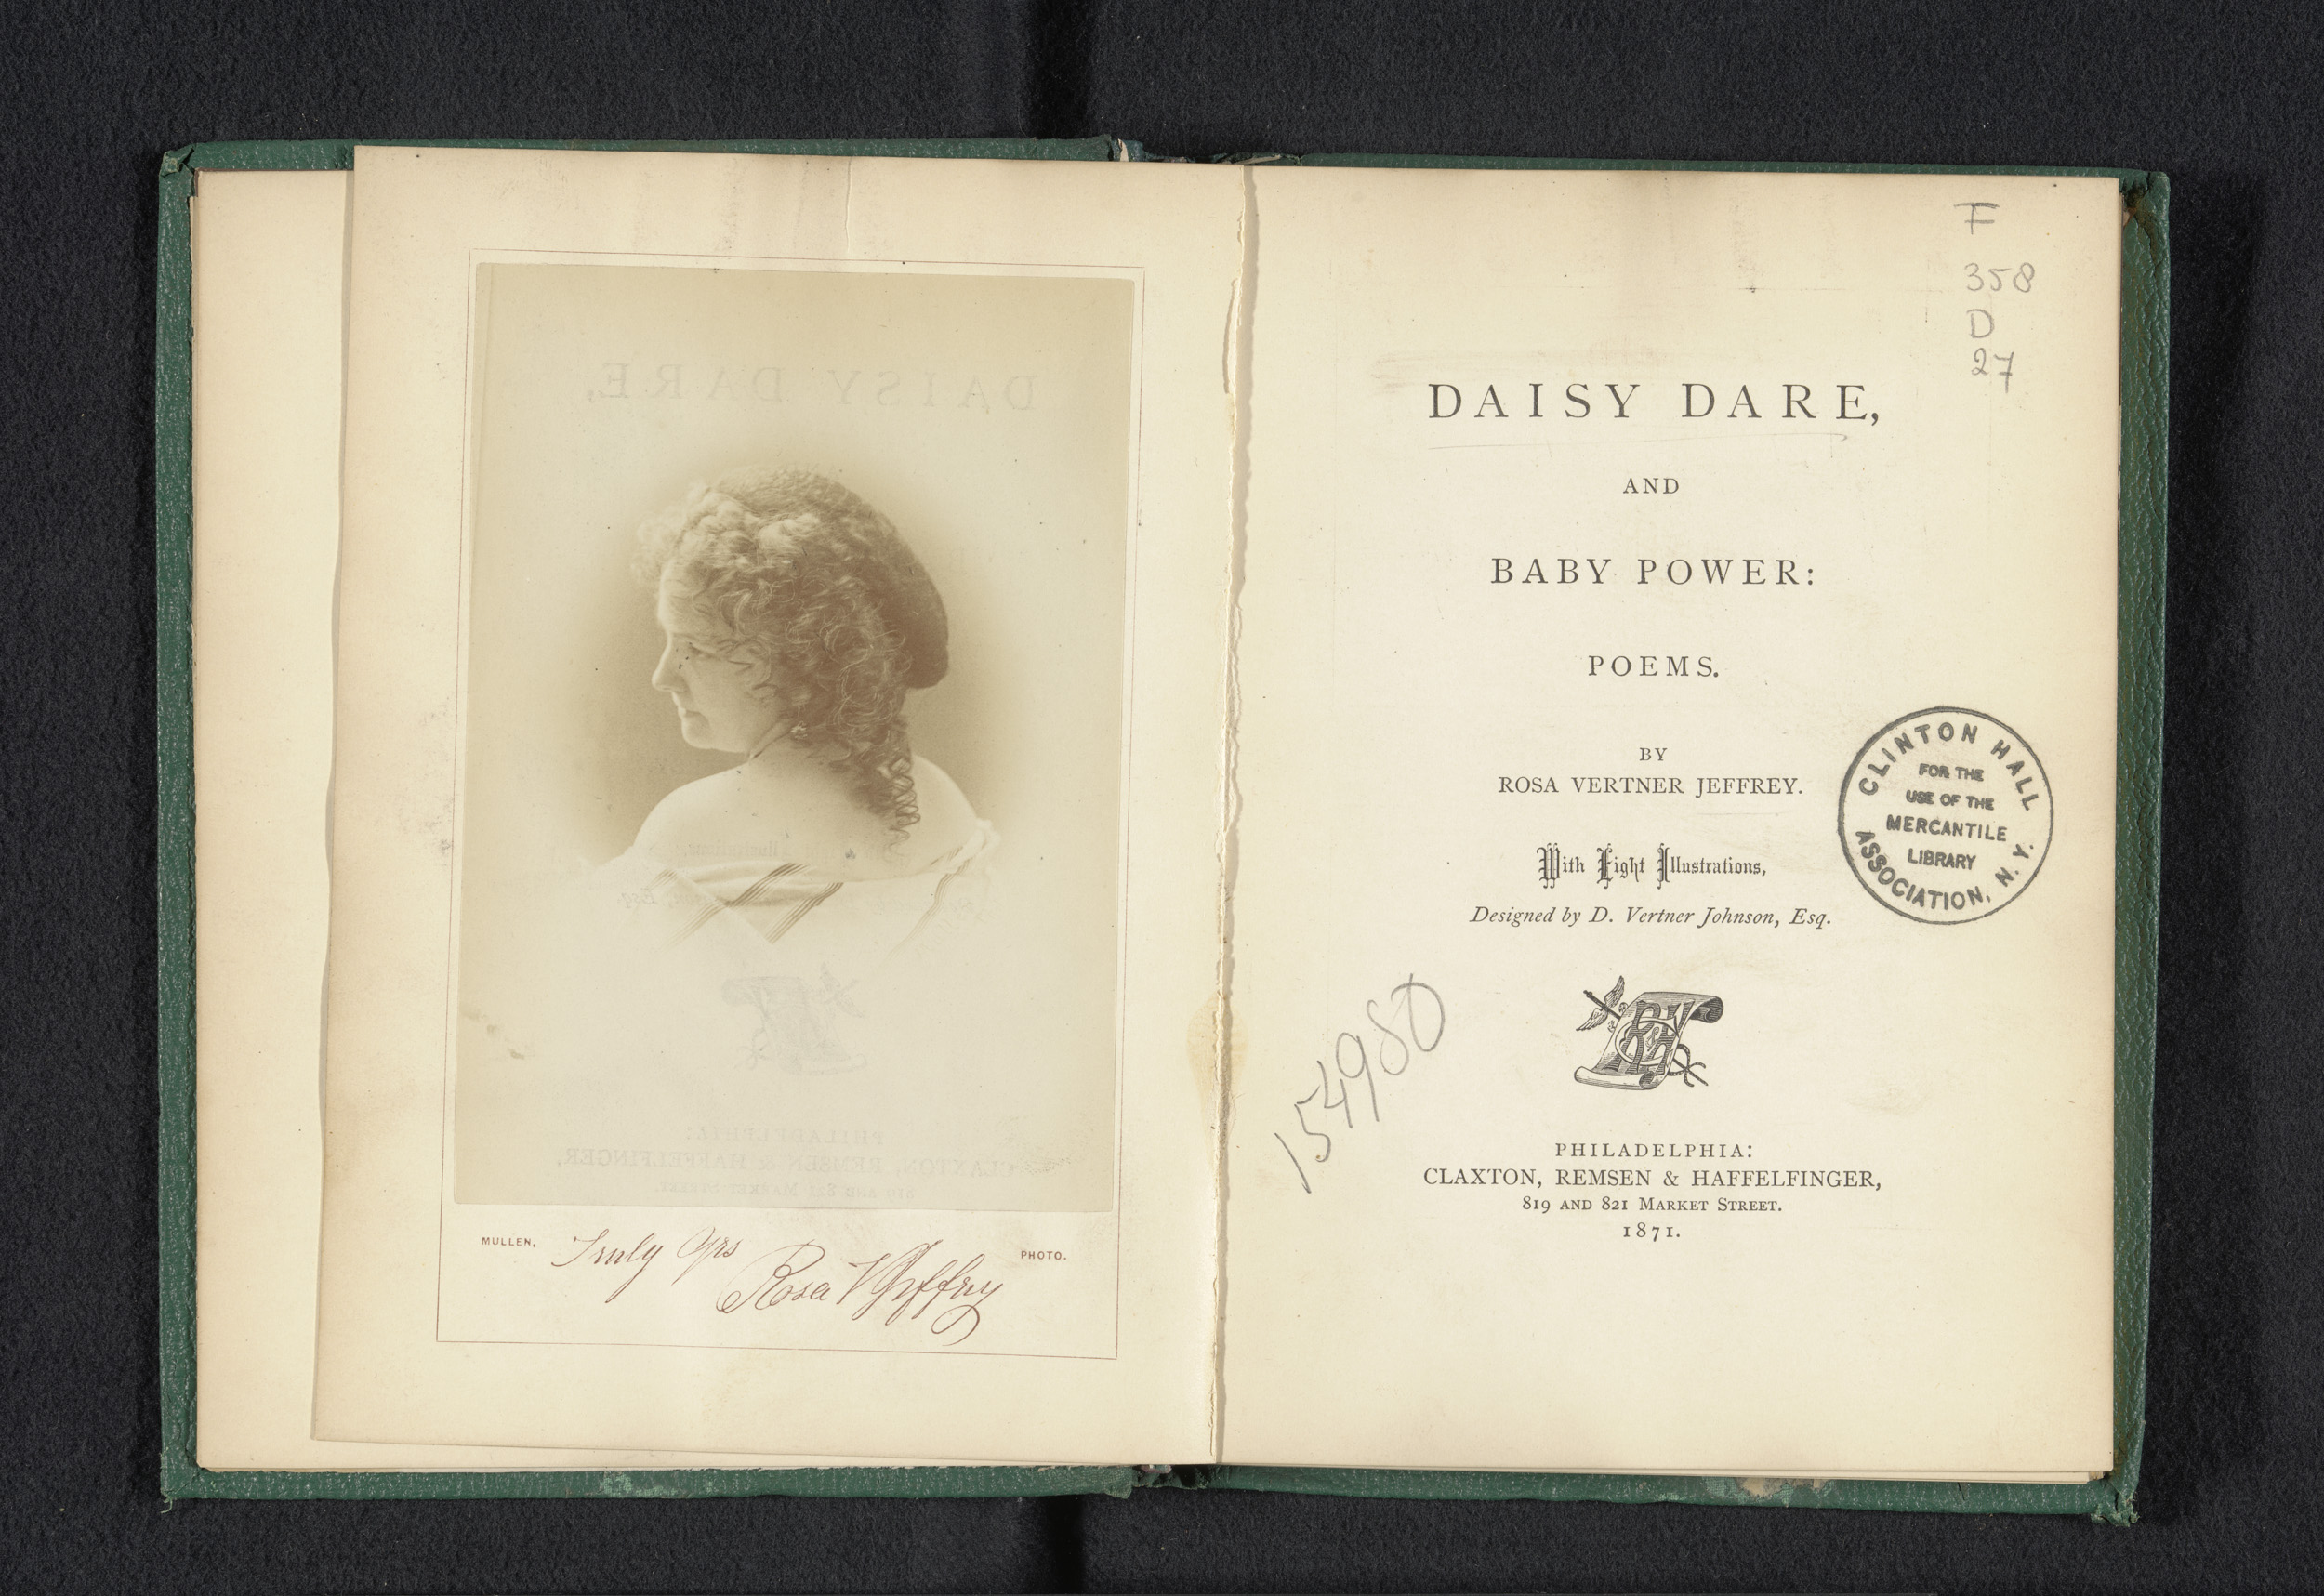 MULLEN.
Truly Yrs
PHOTO.
Rosa V Jeffrey
F
358
D
27
DAISY DARE,
AND
BABY POWER:
POEMS.
BY
ROSA VERTNER JEFFREY.
With Eight Illustrations,
Designed by D. Vertner Johnson, Esq.
CLINTON HALL
FOR THE
USE OF THE
MERCANTILE
LIBRARY
ASSOCIATION, N. Y.
154980
PHILADELPHIA:
CLAXTON, REMSEN & HAFFELFINGER,
819 AND 821 MARKET STREET.
1871.